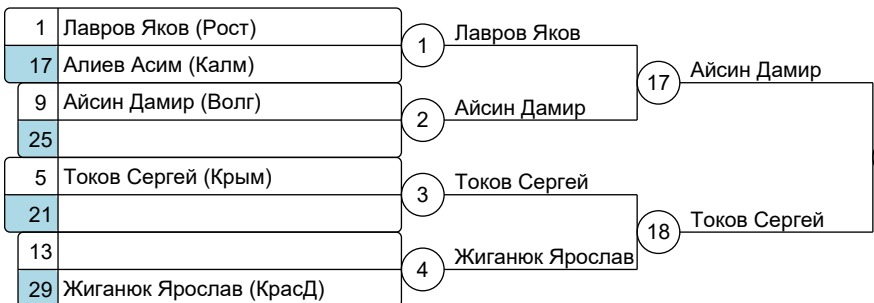 1 Лавров Яков (Рост)
17 Алиев Асим (Калм)
9 Айсин Дамир (Волг)
25
5 Токов Сергей (Крым)
21
13
29 Жиганюк Ярослав (КрасД)
1 Лавров Яков
2 Айсин Дамир
3 Токов Сергей
4 Жиганюк Ярослав
17 Айсин Дамир
18 Токов Сергей